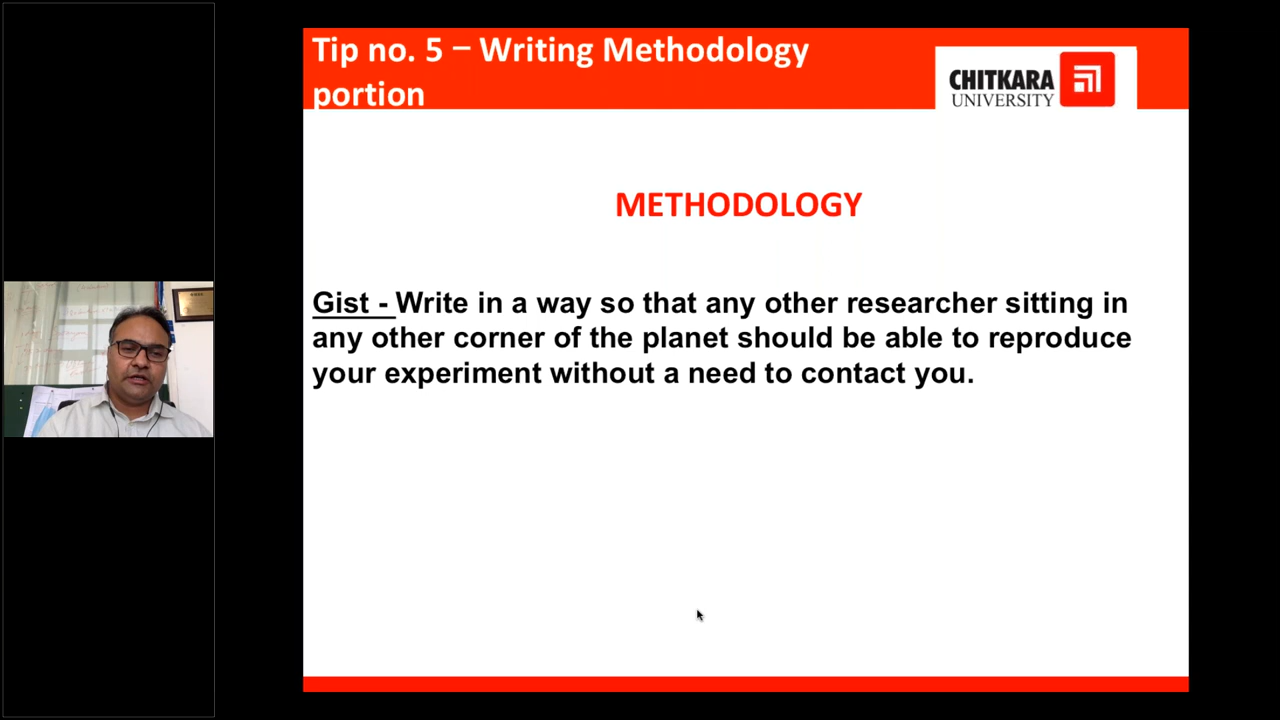 Tip no. 5 – Writing Methodology
portion
CHITKARA
UNIVERSITY
METHODOLOGY
Gist - Write in a way so that any other researcher sitting in
any other corner of the planet should be able to reproduce
your experiment without a need to contact you.